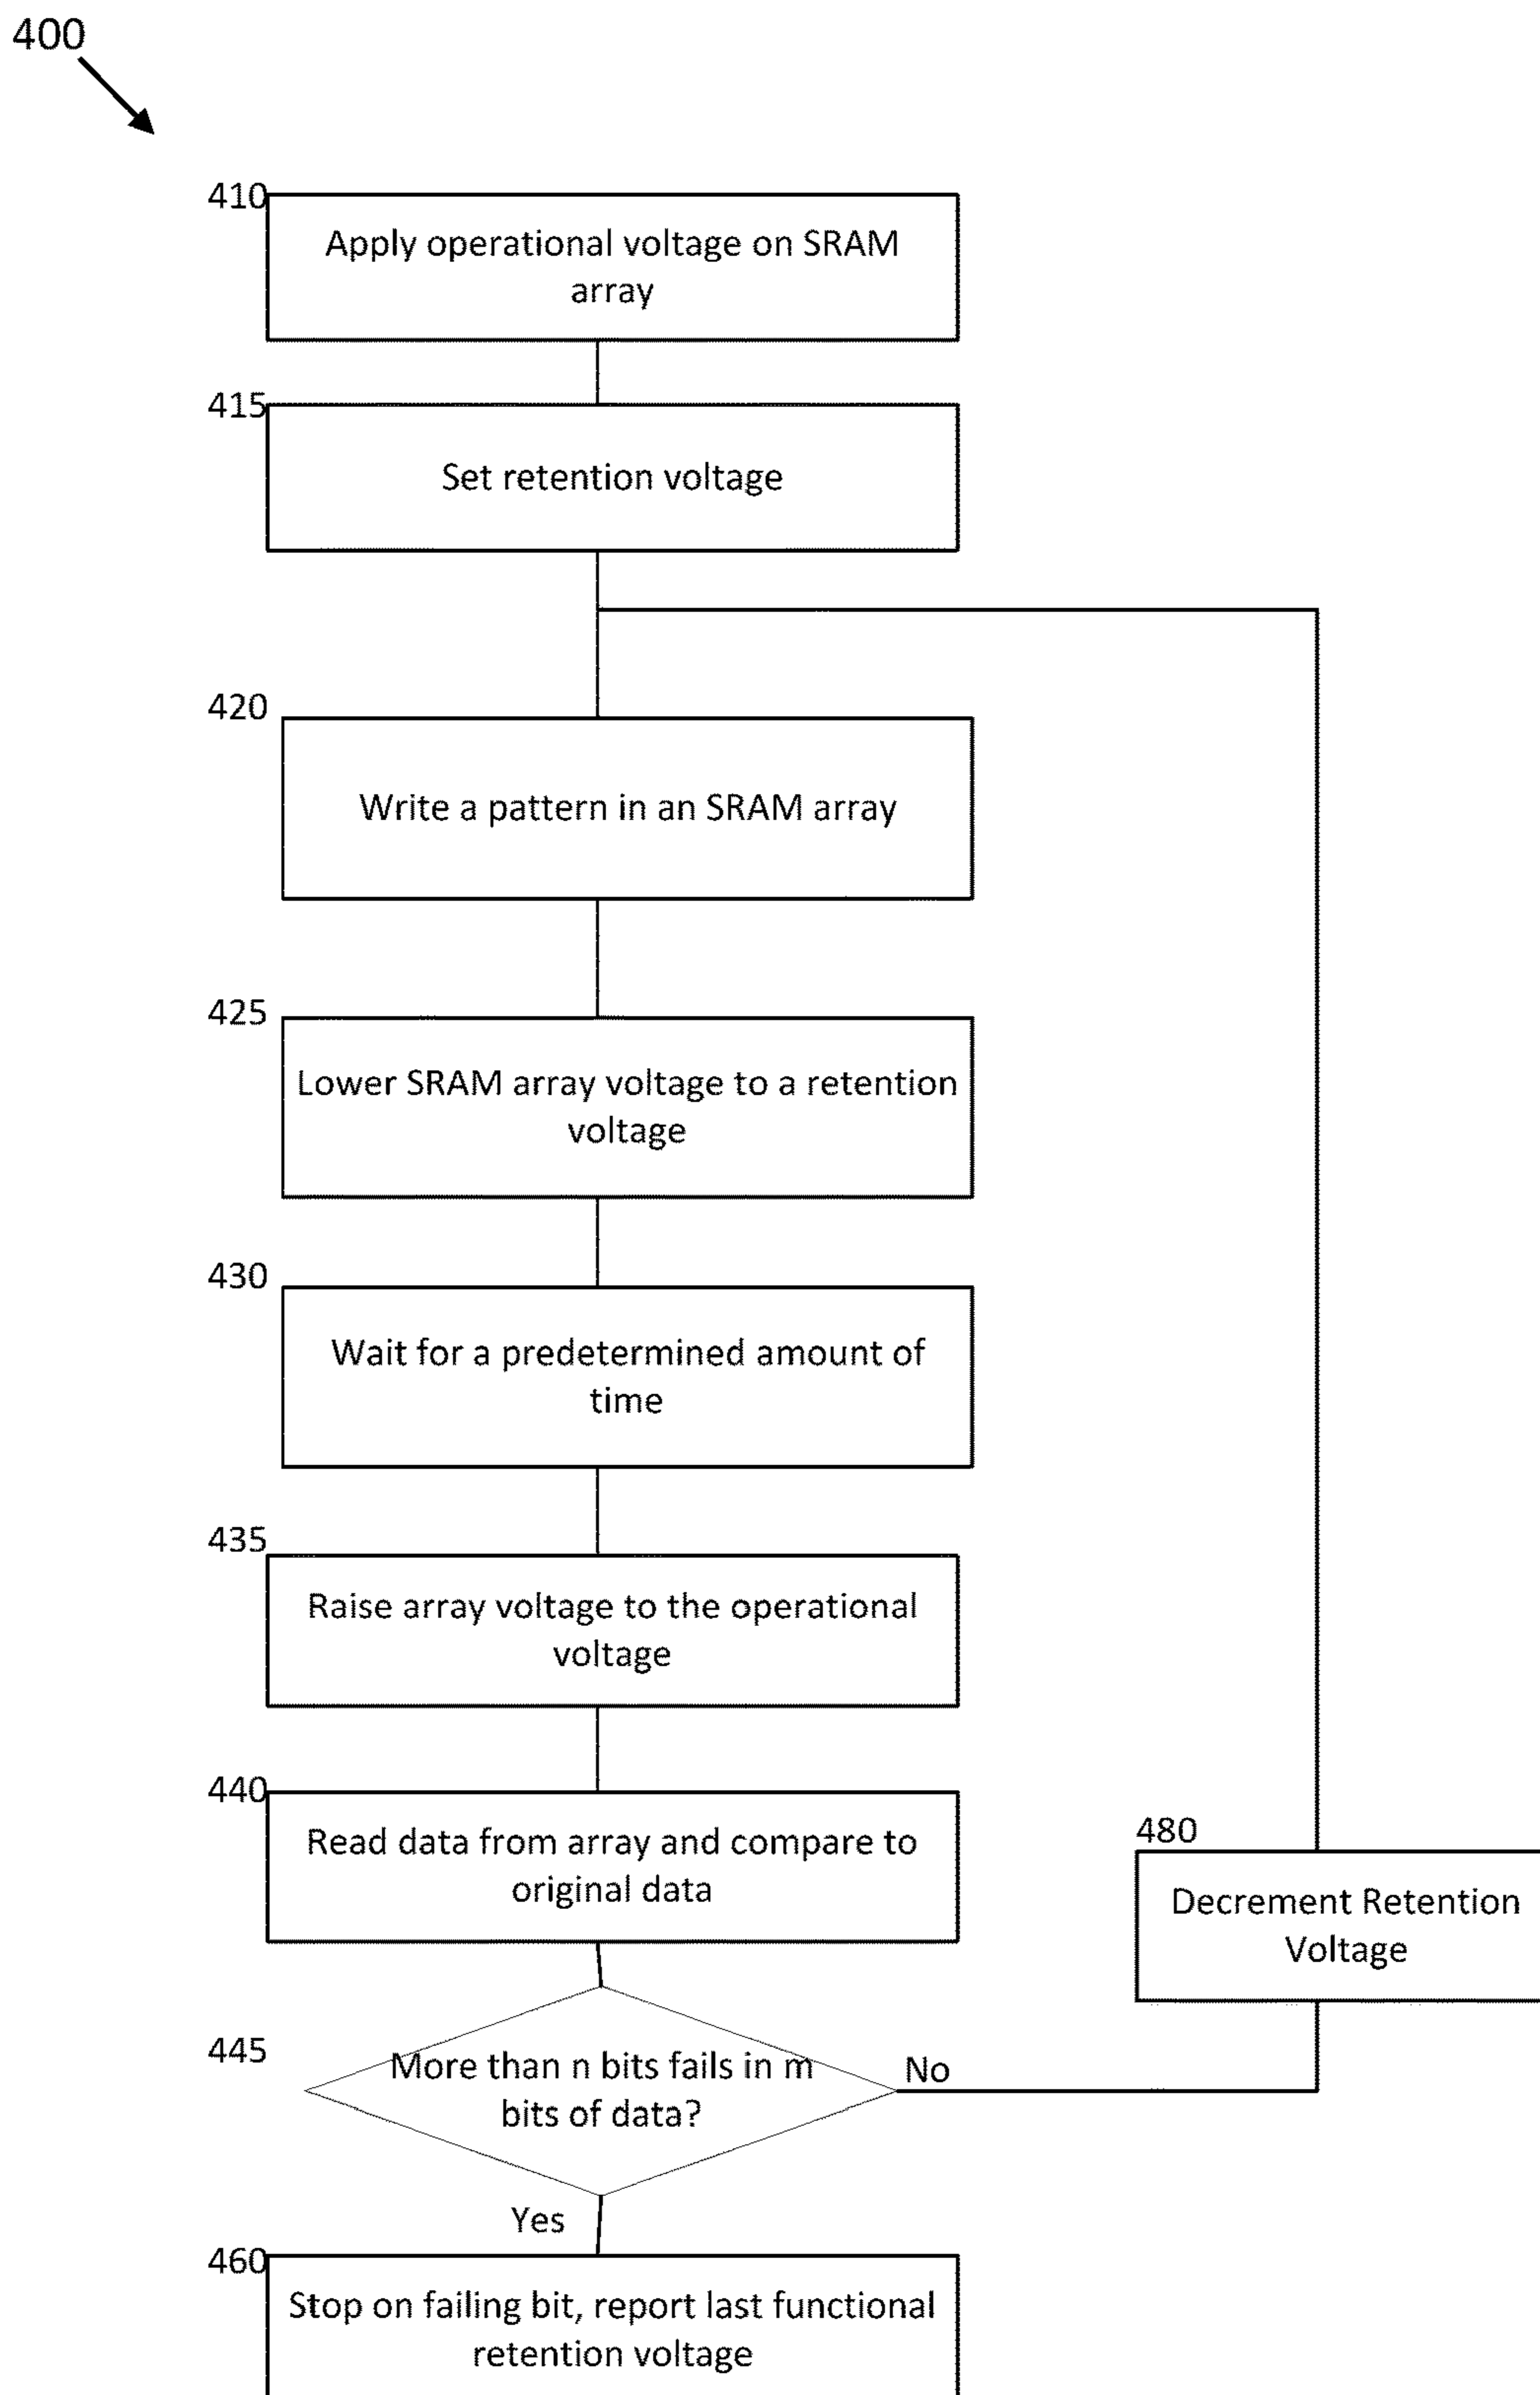 400
410
Apply operational voltage on SRAM
array
415
Set retention voltage
420
Write a pattern in an SRAM array
425
Lower SRAM array voltage to a retention
voltage
430
Wait for a predetermined amount of
time
435
Raise array voltage to the operational
voltage
440
Read data from array and compare to
original data
480
Decrement Retention
Voltage
445
More than n bits fails in m
bits of data?
No
Yes
460
Stop on failing bit, report last functional
retention voltage